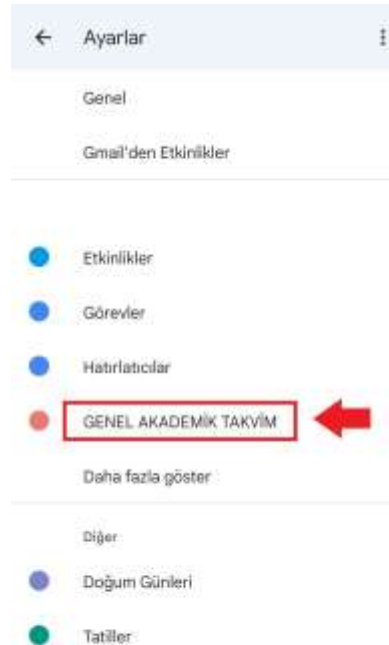 Ayarlar
Genel
Gmail'den Etkinlikler
Etkinlikler
Görevler
Hatırlatıcılar
GENEL AKADEMİK TAKVİM
Daha fazla göster
Diğer
Doğum Günleri
Tatiller